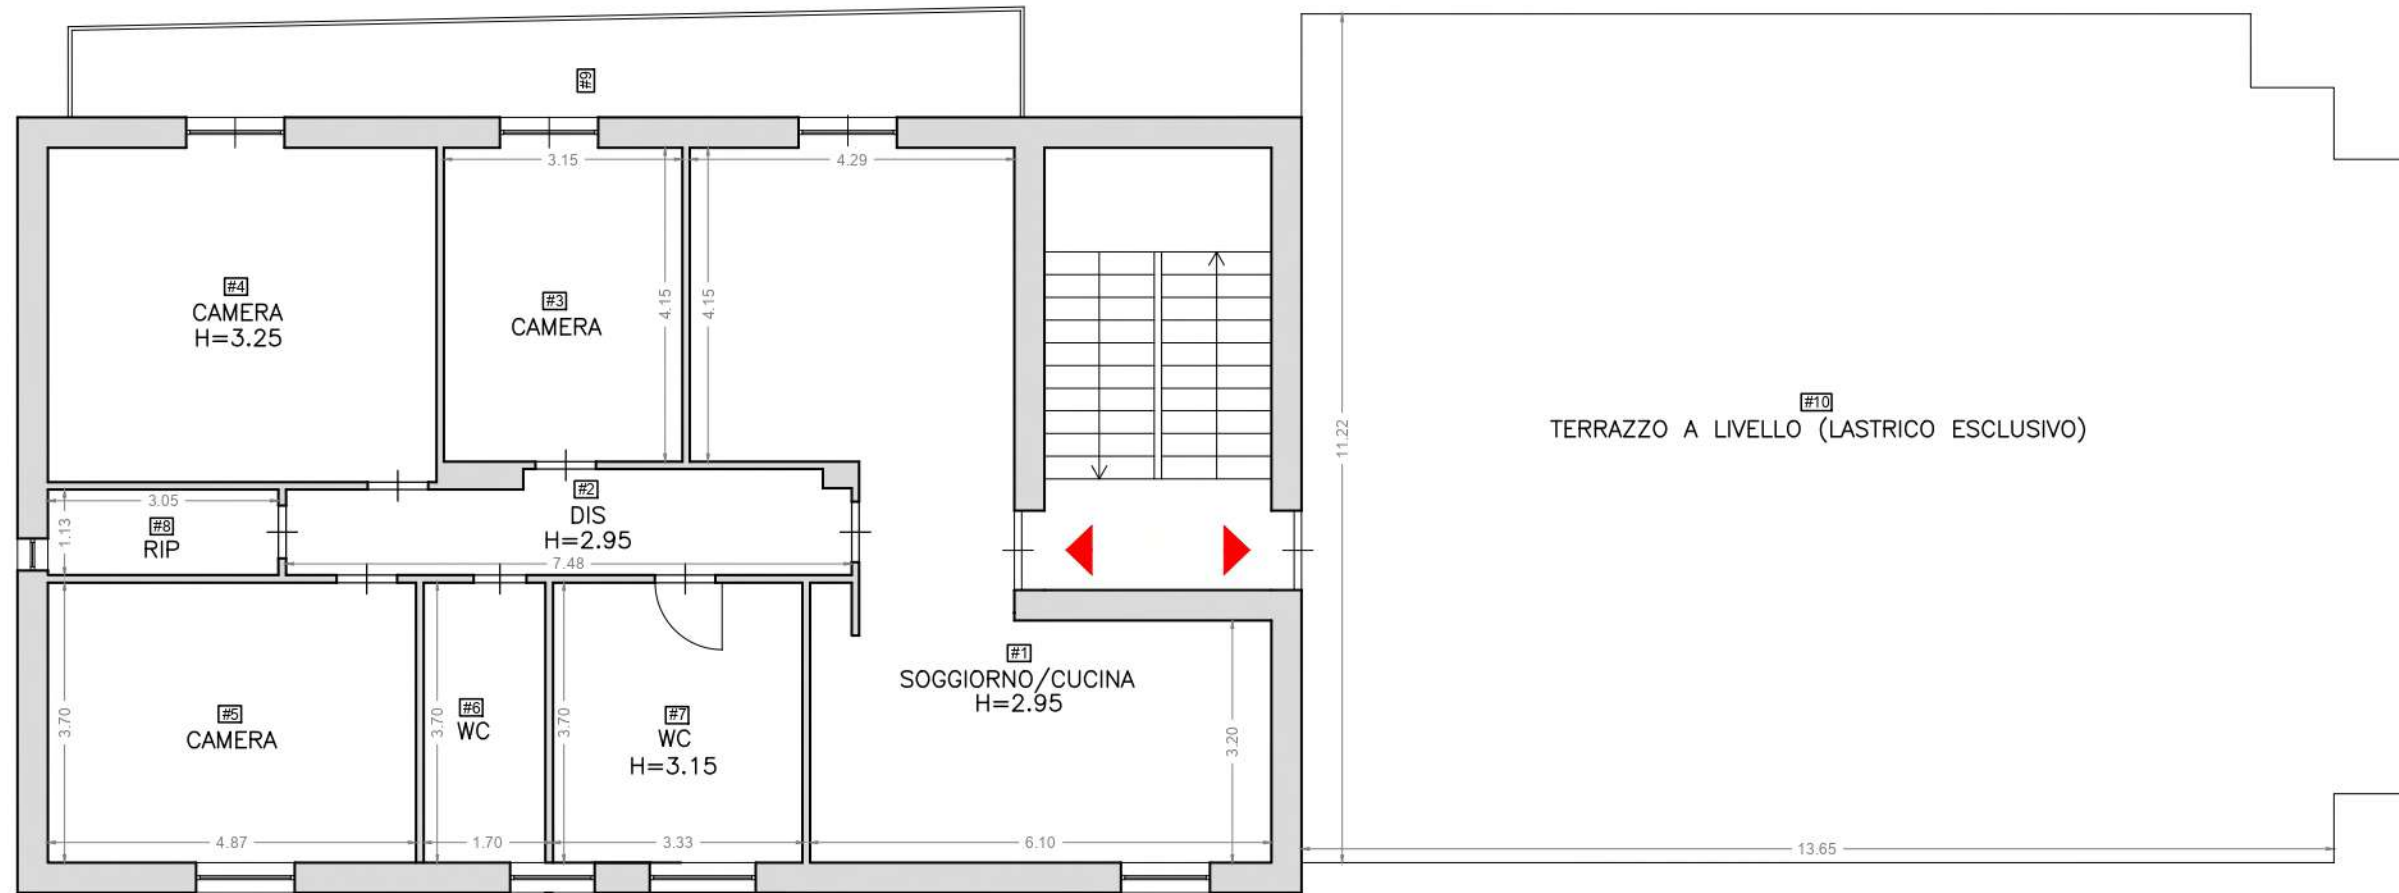 #9
3.15
4.29
4.15
4.15
#4
CAMERA
H=3.25
#3
CAMERA
11.22
#10
TERRAZZO A LIVELLO (LASTRICO ESCLUSIVO)
3.05
1.13
#8
RIP
#2
DIS
H=2.95
7.48
3.70
#5
CAMERA
4.87
3.70
#6
WC
1.70
3.70
#7
WC
H=3.15
3.33
#1
SOGGIORNO/CUCINA
H=2.95
3.20
6.10
13.65